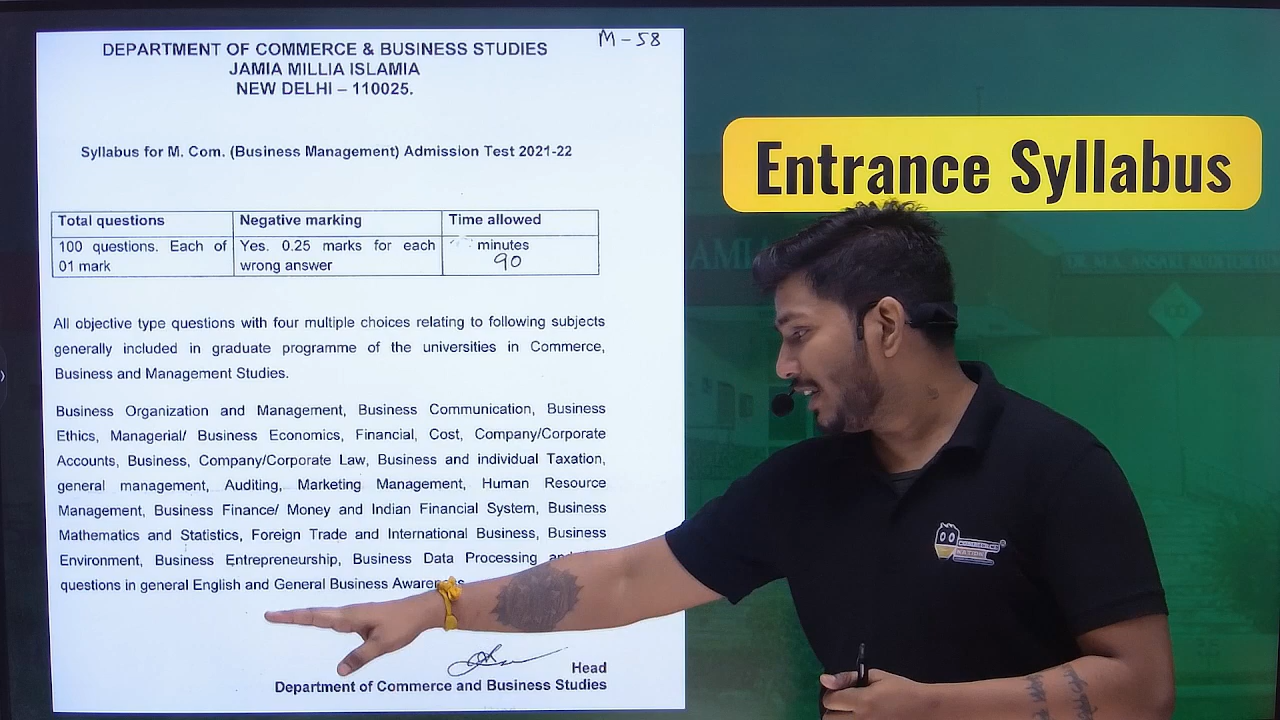 M-58
DEPARTMENT OF COMMERCE & BUSINESS STUDIES
JAMIA MILLIA ISLAMIA
NEW DELHI – 110025.
Syllabus for M. Com. (Business Management) Admission Test 2021-22
Total questions Negative marking Time allowed
100 questions. Each of Yes. 0.25 marks for each minutes
01 mark wrong answer 90
All objective type questions with four multiple choices relating to following subjects
generally included in graduate programme of the universities in Commerce,
Business and Management Studies.
Business Organization and Management, Business Communication, Business
Ethics, Managerial/ Business Economics, Financial, Cost, Company/Corporate
Accounts, Business, Company/Corporate Law, Business and individual Taxation,
general management, Auditing, Marketing Management, Human Resource
Management, Business Finance/ Money and Indian Financial System, Business
Mathematics and Statistics, Foreign Trade and International Business, Business
Environment, Business Entrepreneurship, Business Data Processing
questions in general English and General Business
Head
Department of Commerce and Business Studies
Entrance Syllabus
DR. M.A. ANSARI AUDITORIUM
100
COMMERCE
NATION